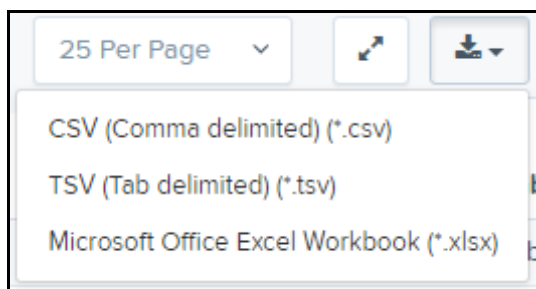 25 Per Page
CSV (Comma delimited) (*.csv)
TSV (Tab delimited) (*.tsv)
Microsoft Office Excel Workbook (*.xlsx)